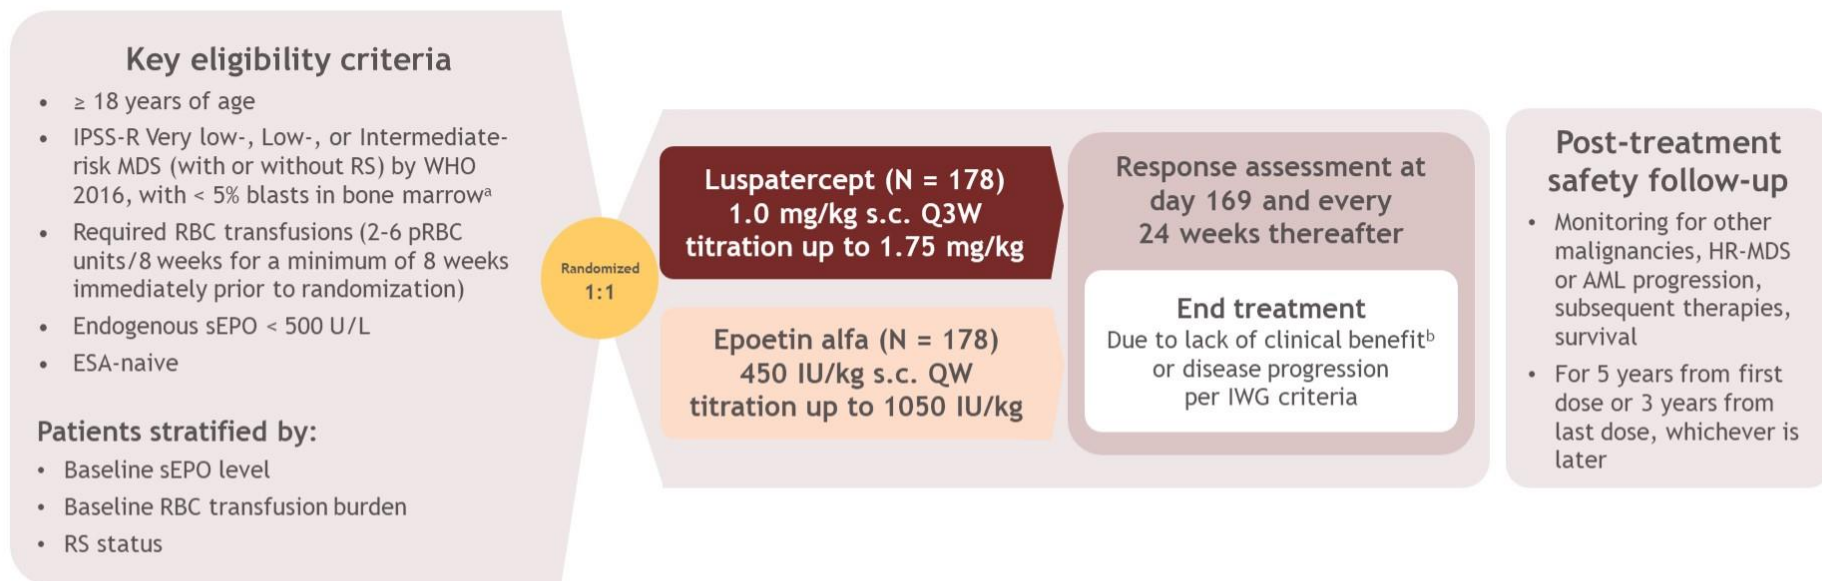 Key eligibility criteria
• ≥ 18 years of age
• IPSS-R Very low-, Low-, or Intermediate-
risk MDS (with or without RS) by WHO
2016, with < 5% blasts in bone marrowᵃ
• Required RBC transfusions (2-6 pRBC
units/8 weeks for a minimum of 8 weeks
immediately prior to randomization)
• Endogenous sEPO < 500 U/L
• ESA-naive
Patients stratified by:
• Baseline sEPO level
• Baseline RBC transfusion burden
• RS status
Randomized
1:1
Luspatercept (N = 178)
1.0 mg/kg s.c. Q3W
titration up to 1.75 mg/kg
Epoetin alfa (N = 178)
450 IU/kg s.c. QW
titration up to 1050 IU/kg
Response assessment at
day 169 and every
24 weeks thereafter
End treatment
Due to lack of clinical benefitᵇ
or disease progression
per IWG criteria
Post-treatment
safety follow-up
• Monitoring for other
malignancies, HR-MDS
or AML progression,
subsequent therapies,
survival
• For 5 years from first
dose or 3 years from
last dose, whichever is
later